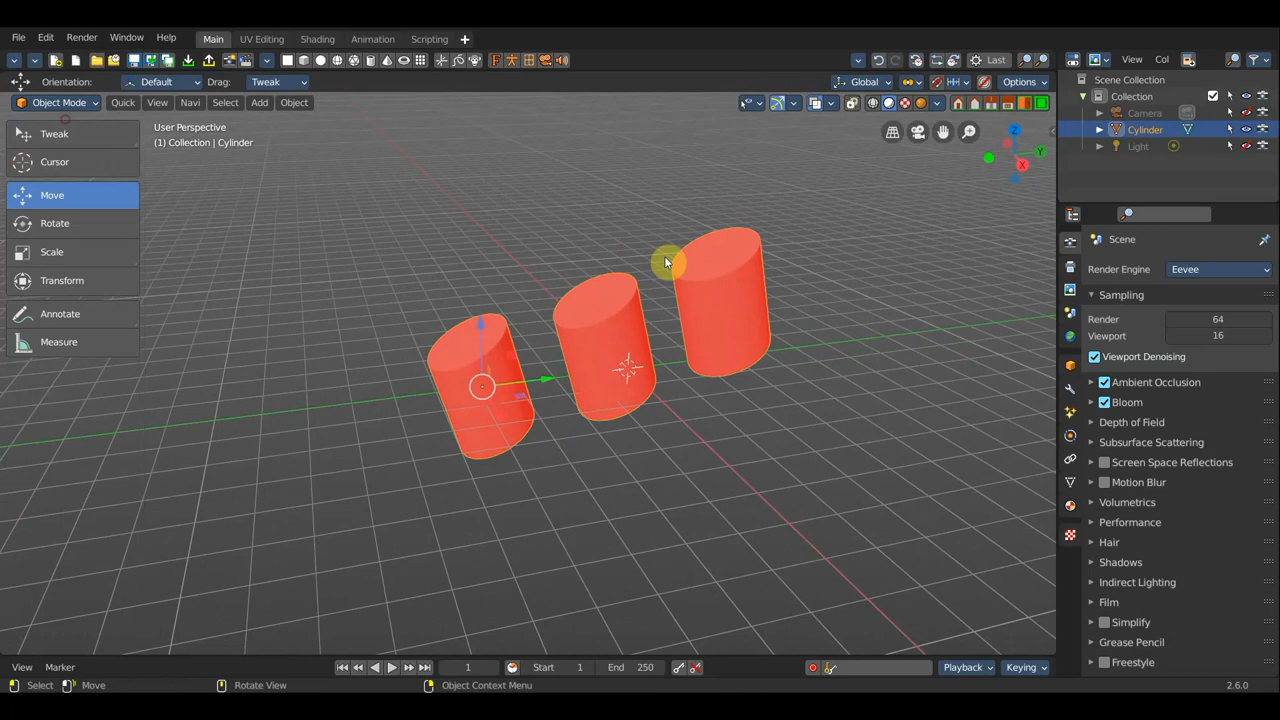 File Edit Render Window Help Main UV Editing Shading Animation Scripting
Last View Col
Orientation: Default Drag: Tweak Global Options
Object Mode Quick View Navi Select Add Object
Scene Collection
Collection
Camera
Cylinder
Light
User Perspective
(1) Collection | Cylinder
Tweak
Cursor
Move
Rotate
Scale
Transform
Annotate
Measure
Z
Y
X
Scene
Render Engine Eevee
Sampling
Render 64
Viewport 16
Viewport Denoising
Ambient Occlusion
Bloom
Depth of Field
Subsurface Scattering
Screen Space Reflections
Motion Blur
Volumetrics
Performance
Hair
Shadows
Indirect Lighting
Film
Simplify
Grease Pencil
Freestyle
View Marker 1 Start 1 End 250 Playback Keying
Select Move Rotate View Object Context Menu 2.6.0